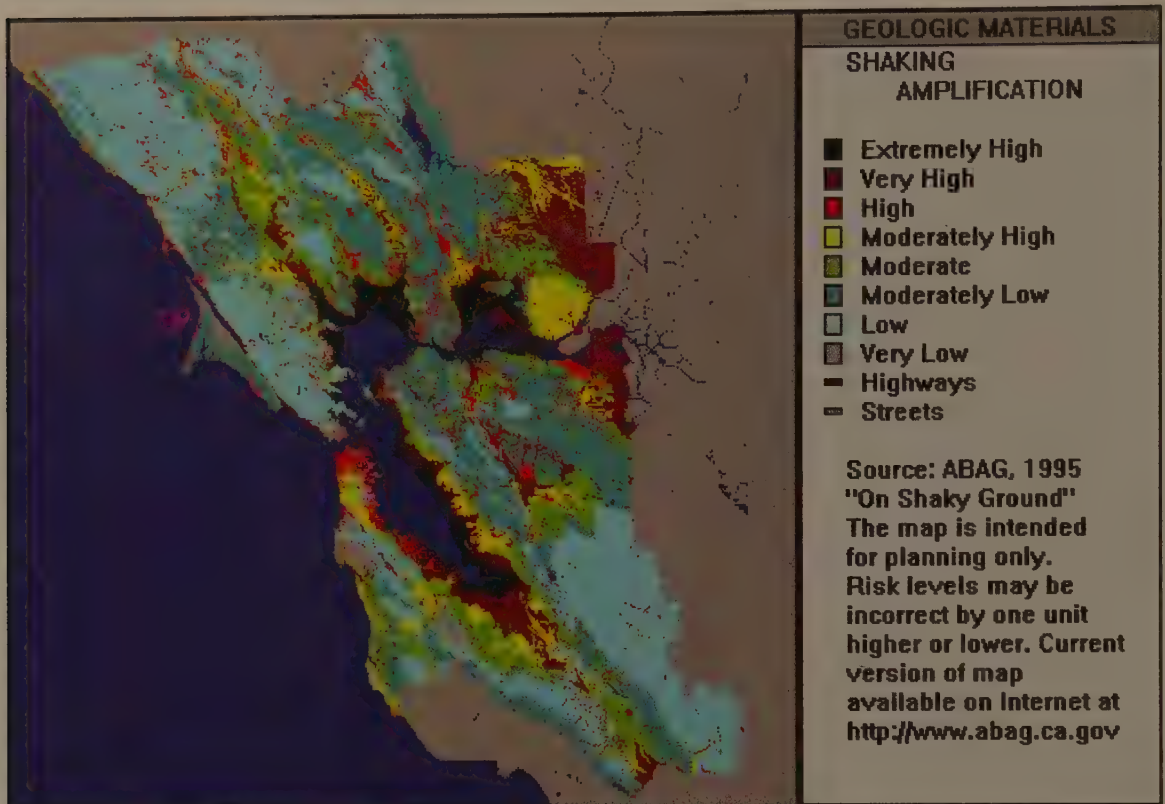 GEOLOGIC MATERIALS
SHAKING
AMPLIFICATION
Extremely High
Very High
High
Moderately High
Moderate
Moderately Low
Low
Very Low
Highways
Streets
Source: ABAG, 1995
"On Shaky Ground"
The map is intended
for planning only.
Risk levels may be
incorrect by one unit
higher or lower. Current
version of map
available on Internet at
http://www.abag.ca.gov